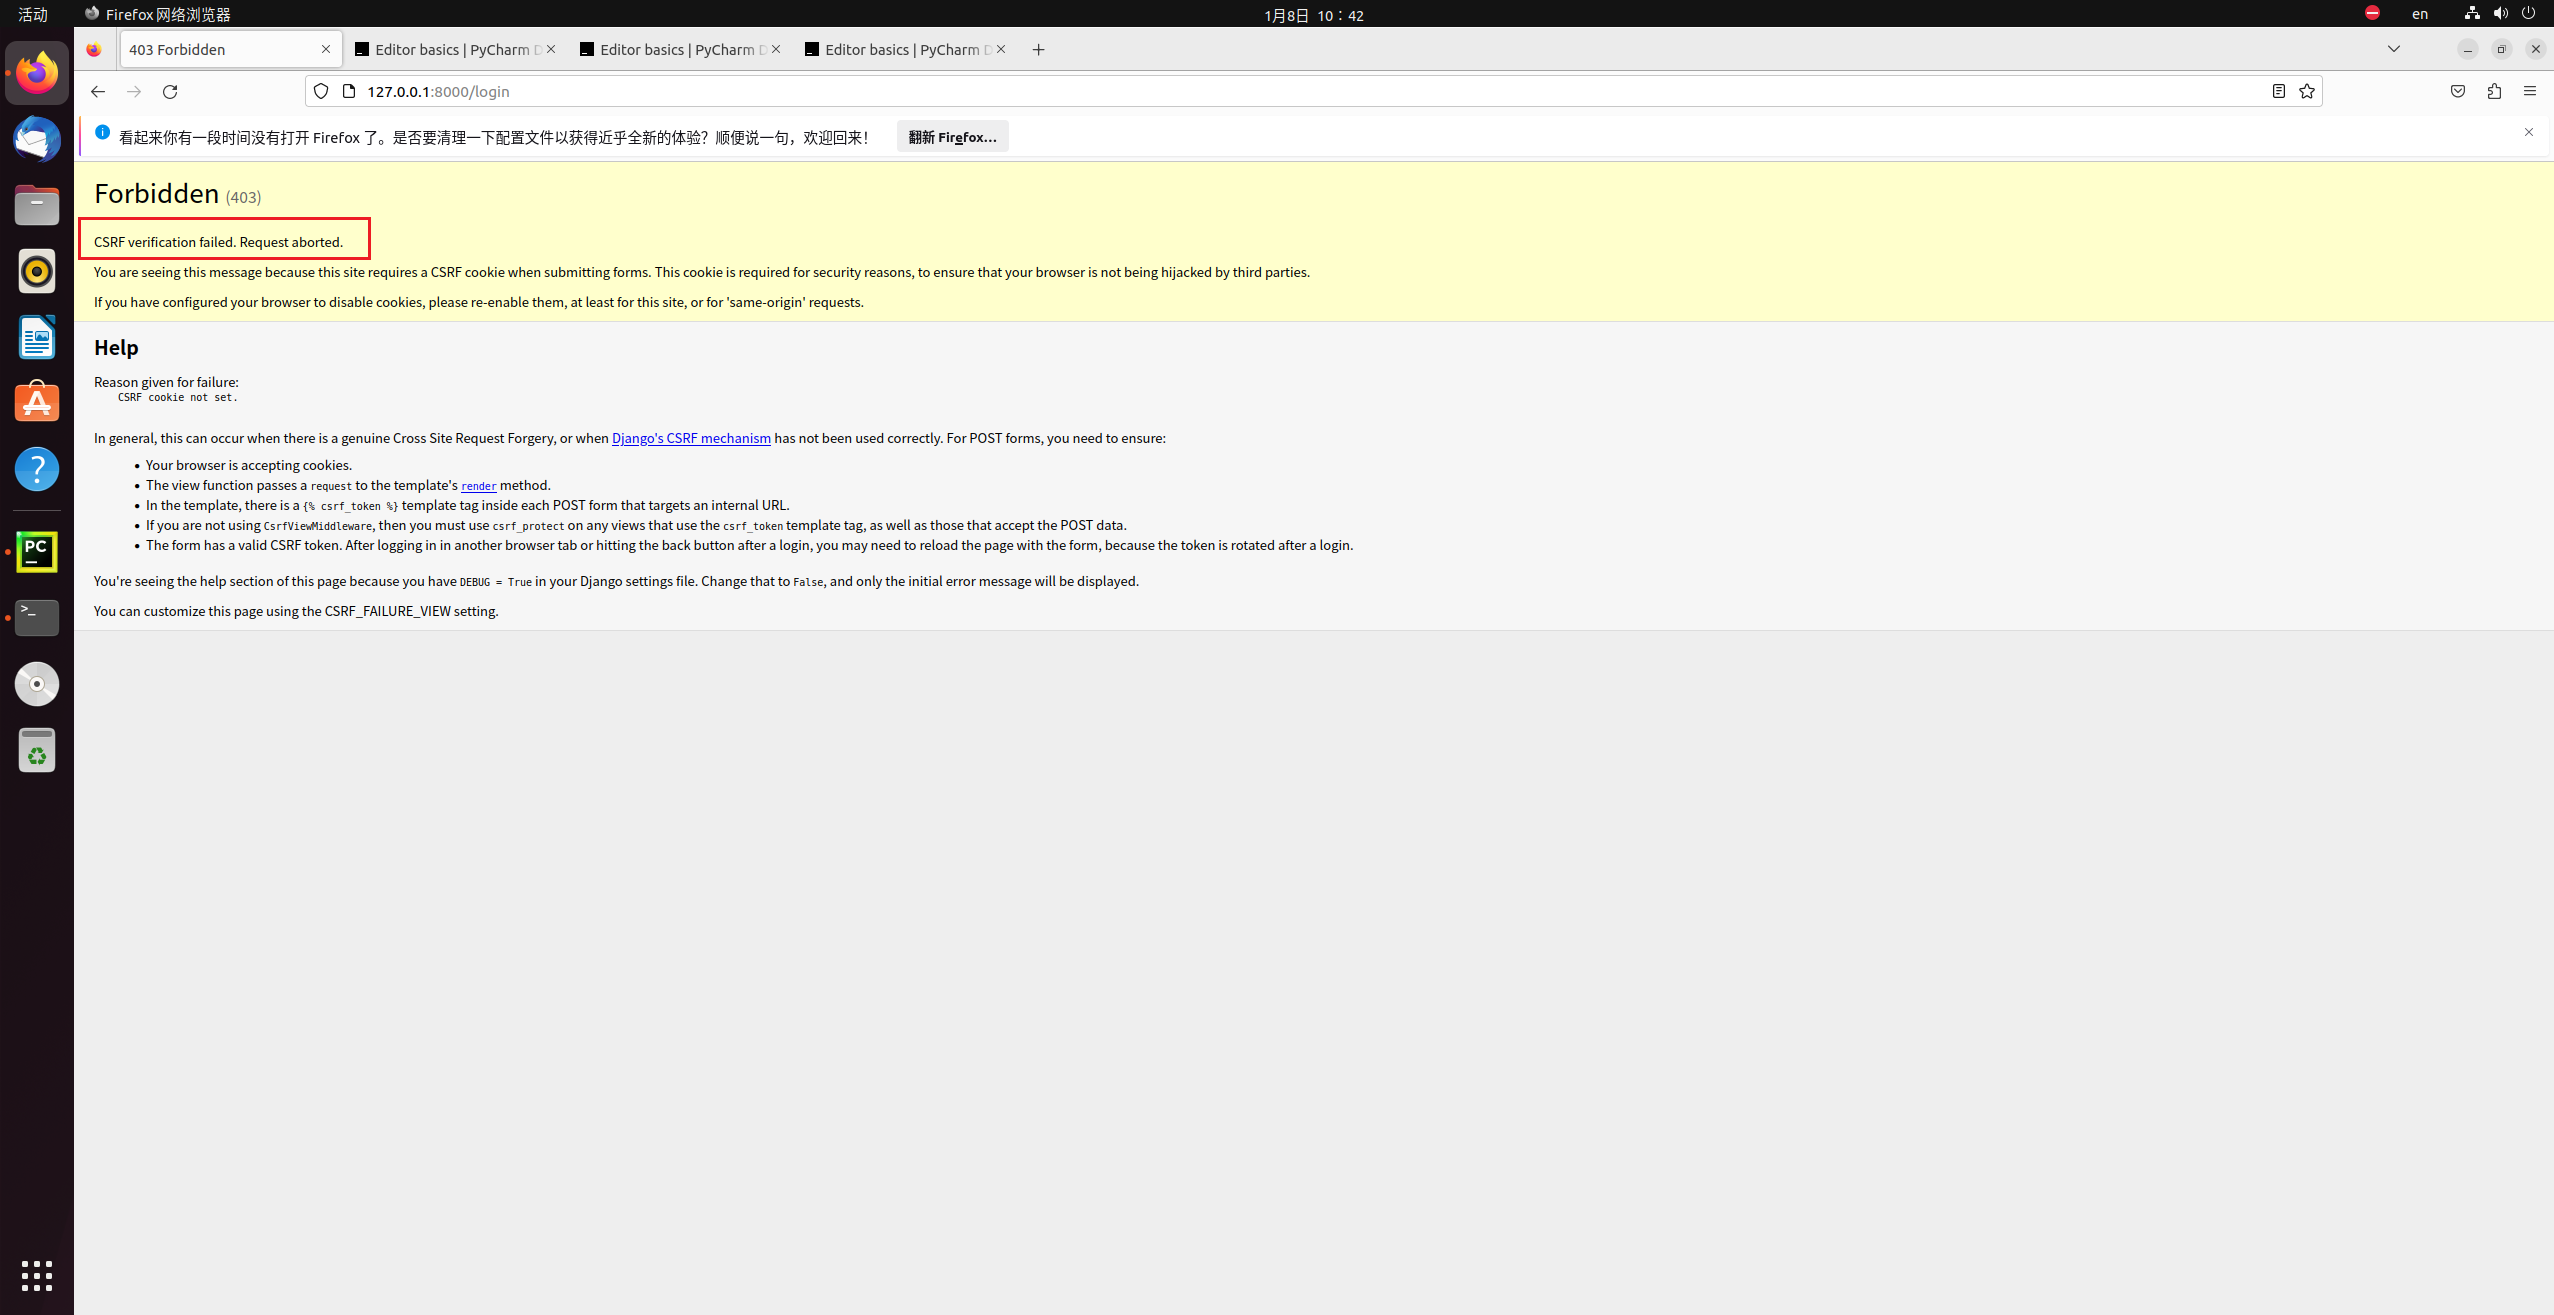 活动 Firefox 网络浏览器 1月8日 10：42 en
403 Forbidden Editor basics | PyCharm D Editor basics | PyCharm D Editor basics | PyCharm D
127.0.0.1:8000/login
看起来你有一段时间没有打开 Firefox 了。是否要清理一下配置文件以获得近乎全新的体验？顺便说一句，欢迎回来！ 翻新 Firefox…
Forbidden (403)
CSRF verification failed. Request aborted.
You are seeing this message because this site requires a CSRF cookie when submitting forms. This cookie is required for security reasons, to ensure that your browser is not being hijacked by third parties.
If you have configured your browser to disable cookies, please re-enable them, at least for this site, or for 'same-origin' requests.
Help
Reason given for failure:
CSRF cookie not set.
In general, this can occur when there is a genuine Cross Site Request Forgery, or when Django's CSRF mechanism has not been used correctly. For POST forms, you need to ensure:
• Your browser is accepting cookies.
• The view function passes a request to the template's render method.
• In the template, there is a {% csrf_token %} template tag inside each POST form that targets an internal URL.
• If you are not using CsrfViewMiddleware, then you must use csrf_protect on any views that use the csrf_token template tag, as well as those that accept the POST data.
• The form has a valid CSRF token. After logging in in another browser tab or hitting the back button after a login, you may need to reload the page with the form, because the token is rotated after a login.
You're seeing the help section of this page because you have DEBUG = True in your Django settings file. Change that to False, and only the initial error message will be displayed.
You can customize this page using the CSRF_FAILURE_VIEW setting.
PC